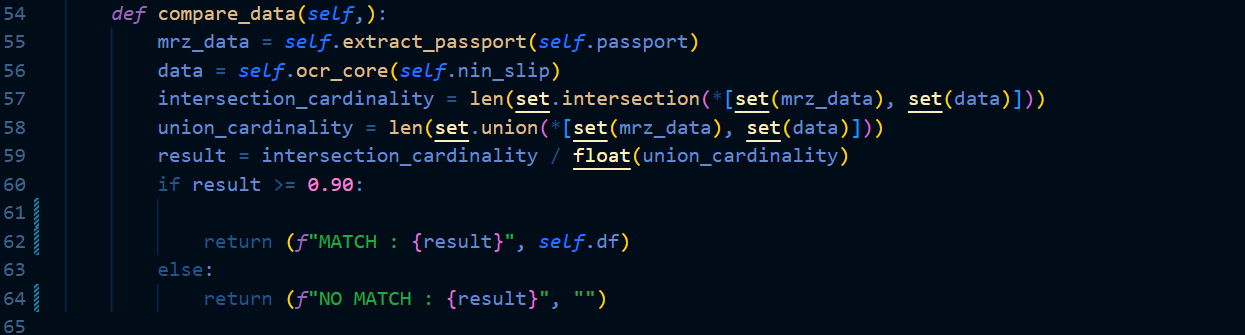 54 def compare_data(self,):
55 mrz_data = self.extract_passport(self.passport)
56 data = self.ocr_core(self.nin_slip)
57 intersection_cardinality = len(set.intersection(*[set(mrz_data), set(data)]))
58 union_cardinality = len(set.union(*[set(mrz_data), set(data)]))
59 result = intersection_cardinality / float(union_cardinality)
60 if result >= 0.90:
61
62 return (f"MATCH : {result}", self.df)
63 else:
64 return (f"NO MATCH : {result}", "")
65